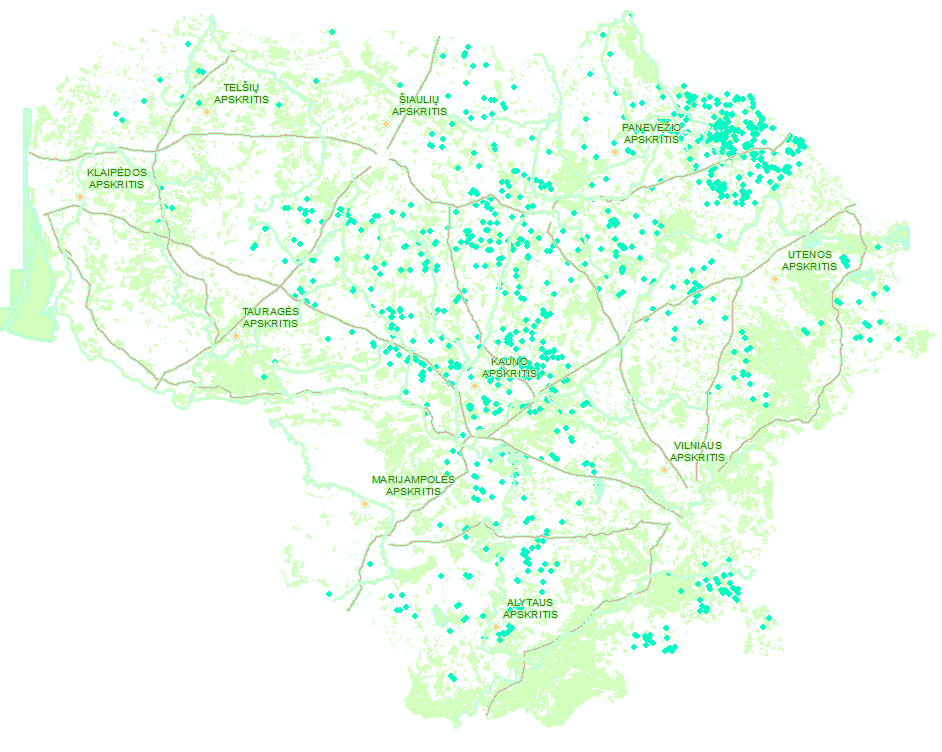 TELŠIŲ
APSKRITIS
ŠIAULIŲ
APSKRITIS
PANEVĖŽIO
APSKRITIS
KLAIPĖDOS
APSKRITIS
UTENOS
APSKRITIS
TAURAGĖS
APSKRITIS
KAUNO
APSKRITIS
VILNIAUS
APSKRITIS
MARIJAMPOLĖS
APSKRITIS
ALYTAUS
APSKRITIS